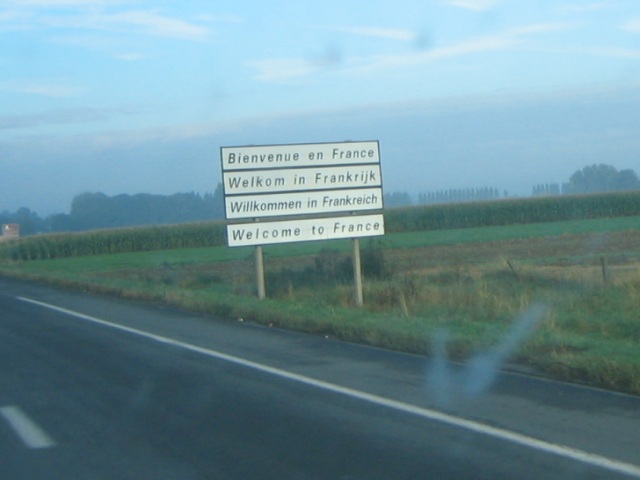 Bienvenue en France
Welkom in Frankrijk
Willkommen in Frankreich
Welcome to France